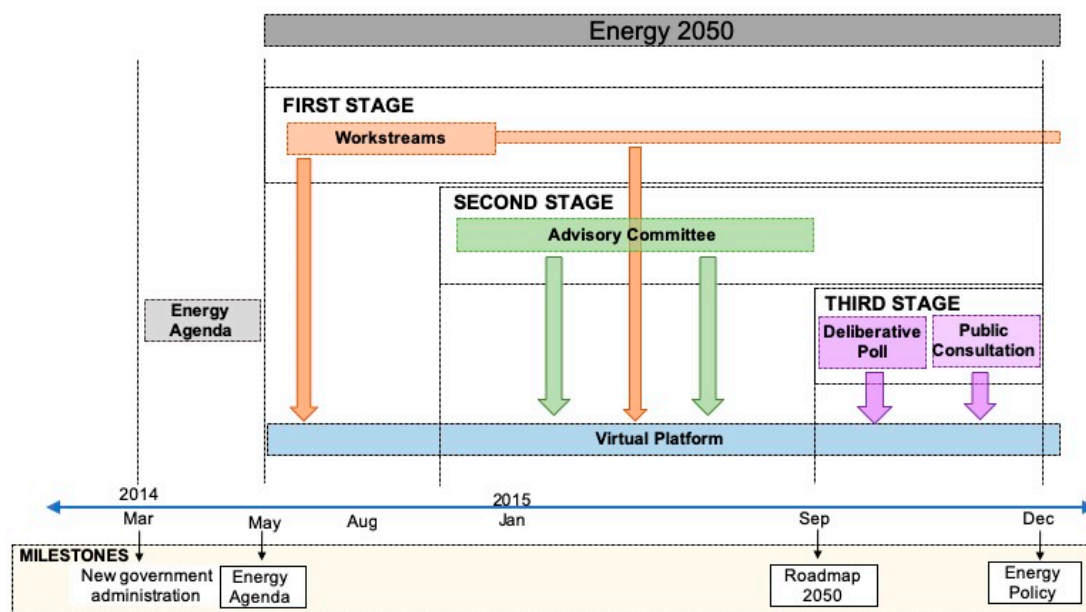 Energy 2050
FIRST STAGE
Workstreams
SECOND STAGE
Advisory Committee
THIRD STAGE
Energy
Agenda
Deliberative
Poll
Public
Consultation
Virtual Platform
2014
2015
Mar
May
Aug
Jan
Sep
Dec
MILESTONES
New government
administration
Energy
Agenda
Roadmap
2050
Energy
Policy